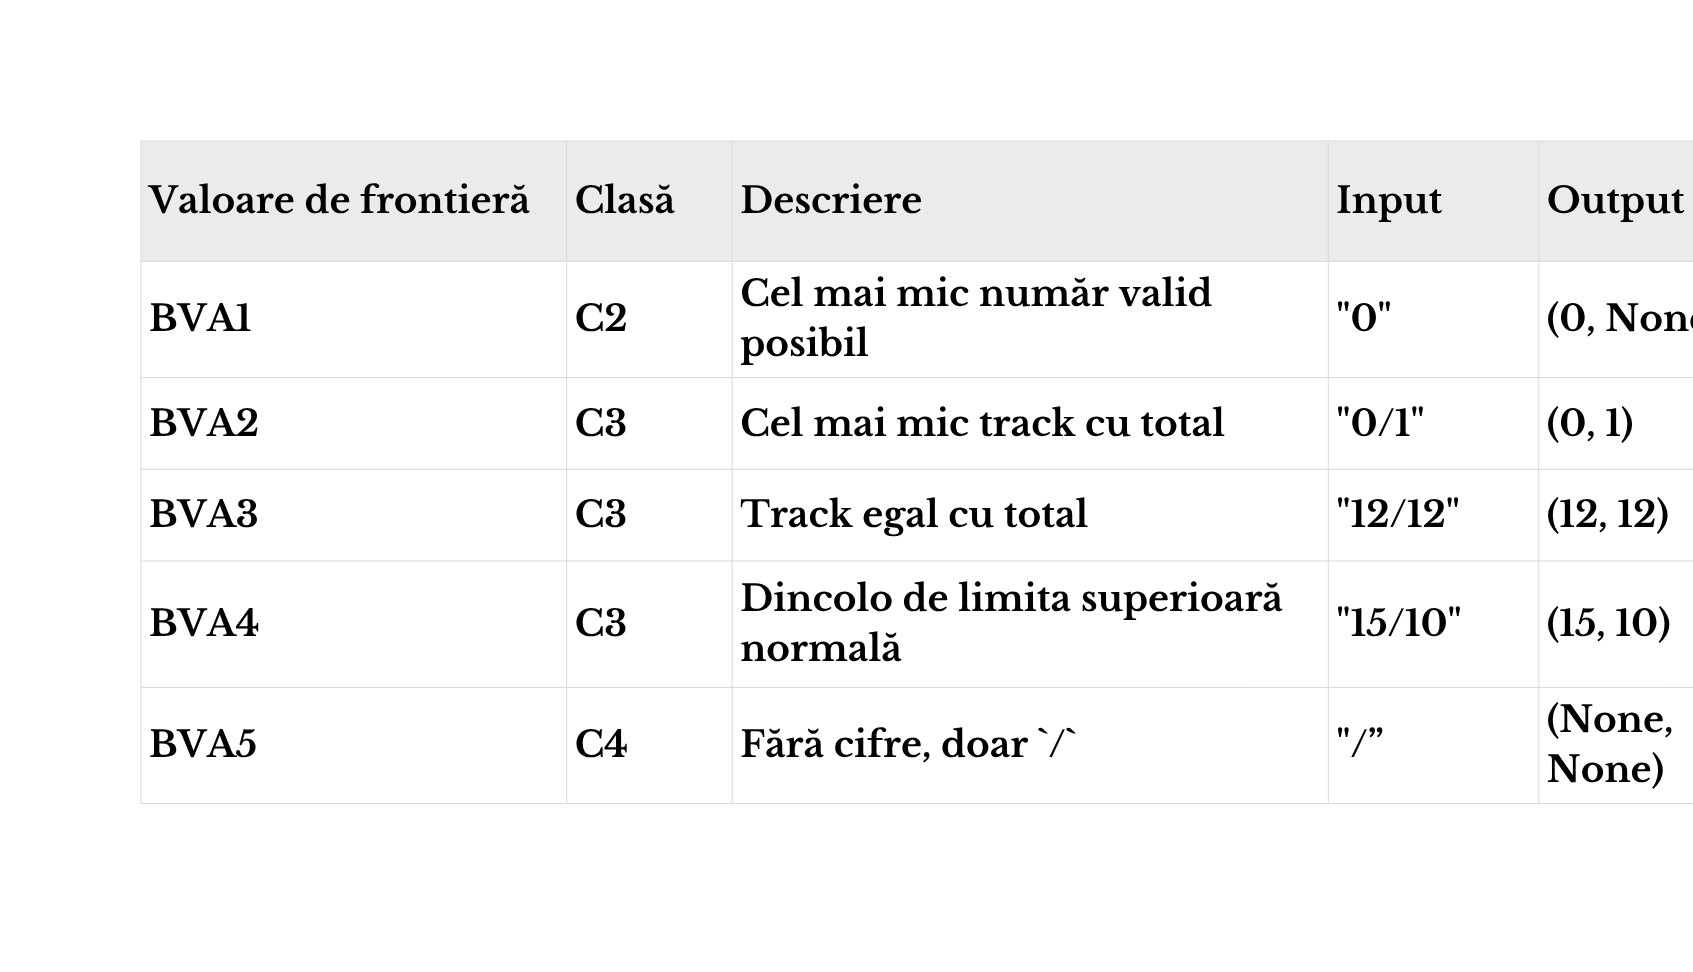 Valoare de frontieră Clasă Descriere Input Output
BVA1 C2 Cel mai mic număr valid posibil "0" (0, Non
BVA2 C3 Cel mai mic track cu total "0/1" (0, 1)
BVA3 C3 Track egal cu total "12/12" (12, 12)
BVA4 C3 Dincolo de limita superioară normală "15/10" (15, 10)
BVA5 C4 Fără cifre, doar `/` "/” (None, None)